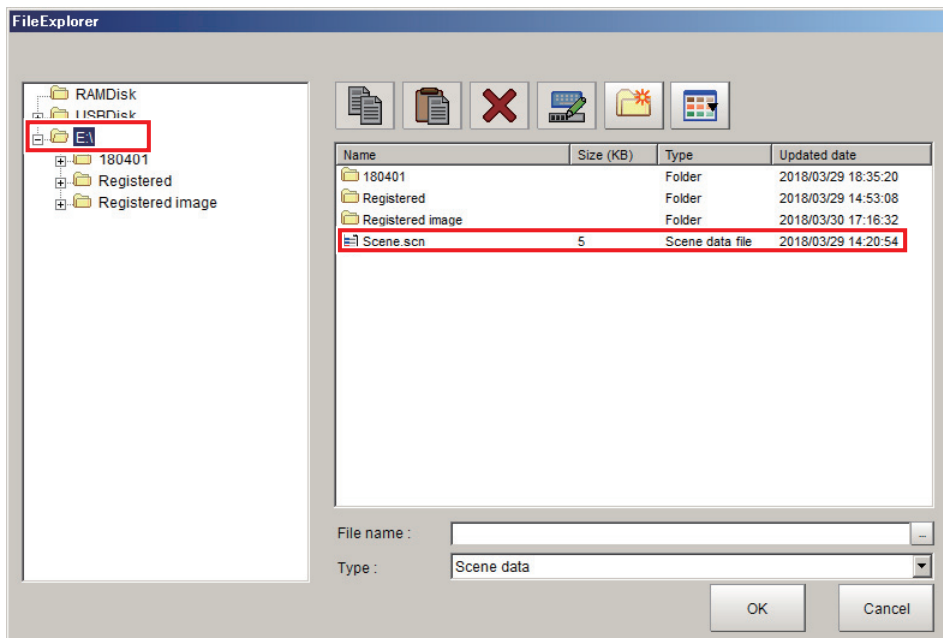 FileExplorer
RAMDisk
USBDisk
E:\
180401
Registered
Registered image
Name Size (KB) Type Updated date
180401 Folder 2018/03/29 18:35:20
Registered Folder 2018/03/29 14:53:08
Registered image Folder 2018/03/30 17:16:32
Scene.scn 5 Scene data file 2018/03/29 14:20:54
File name :
...
Type : Scene data
OK Cancel